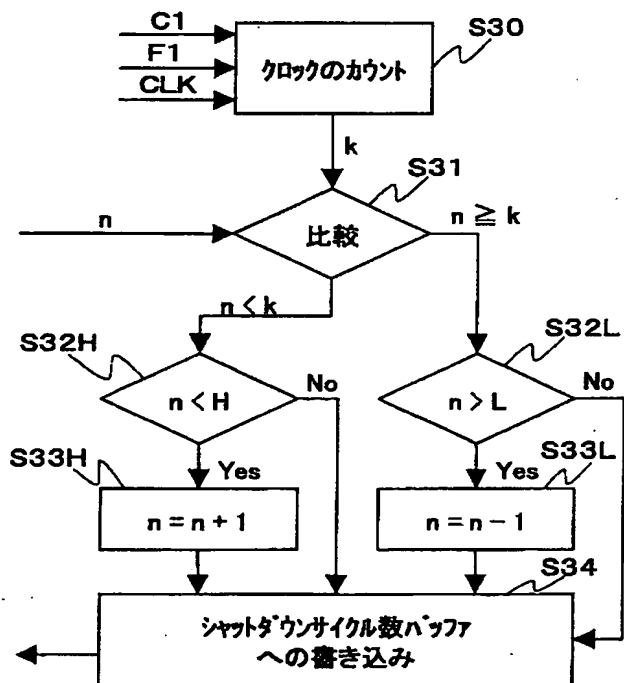 C1
F1
CLK
S30
クロックのカウント
k
S31
n
比較
n ≧ k
n < k
S32H
n < H
No
S32L
n > L
No
S33H
Yes
n = n + 1
S33L
Yes
n = n − 1
S34
シャットダウンサイクル数バッファ
への書き込み